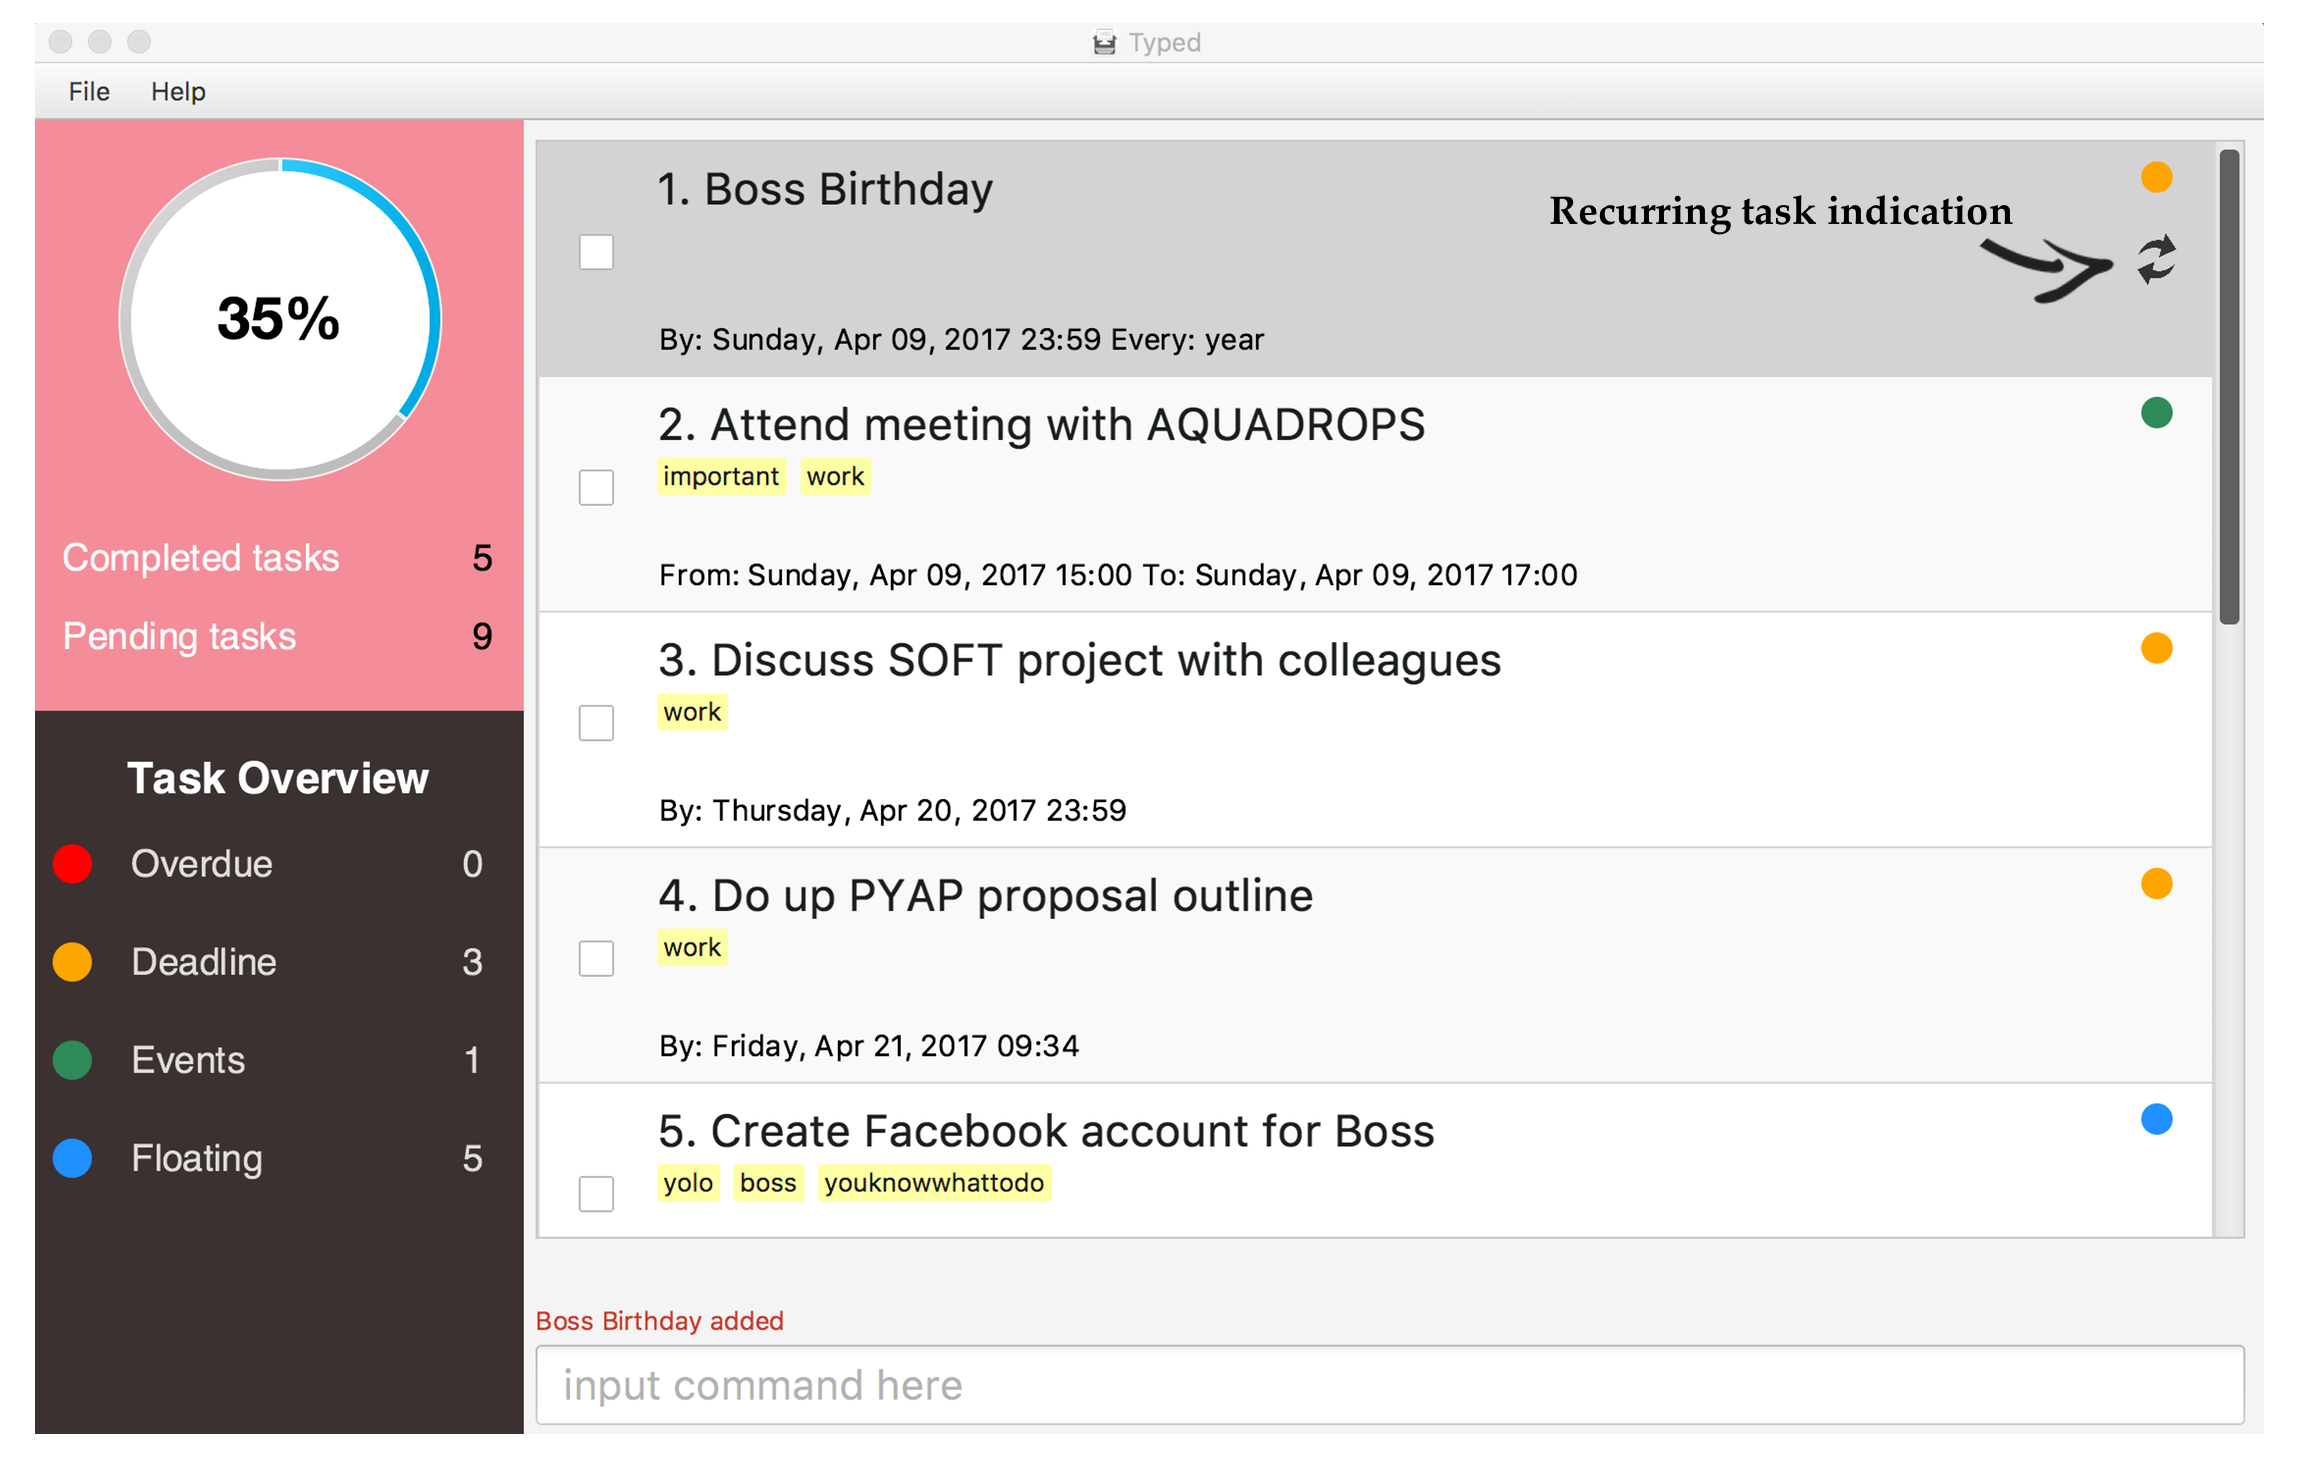 Typed
File Help
35%
Completed tasks 5
Pending tasks 9
Task Overview
Overdue 0
Deadline 3
Events 1
Floating 5
1. Boss Birthday
Recurring task indication
By: Sunday, Apr 09, 2017 23:59 Every: year
2. Attend meeting with AQUADROPS
important work
From: Sunday, Apr 09, 2017 15:00 To: Sunday, Apr 09, 2017 17:00
3. Discuss SOFT project with colleagues
work
By: Thursday, Apr 20, 2017 23:59
4. Do up PYAP proposal outline
work
By: Friday, Apr 21, 2017 09:34
5. Create Facebook account for Boss
yolo boss youknowwhattodo
Boss Birthday added
input command here